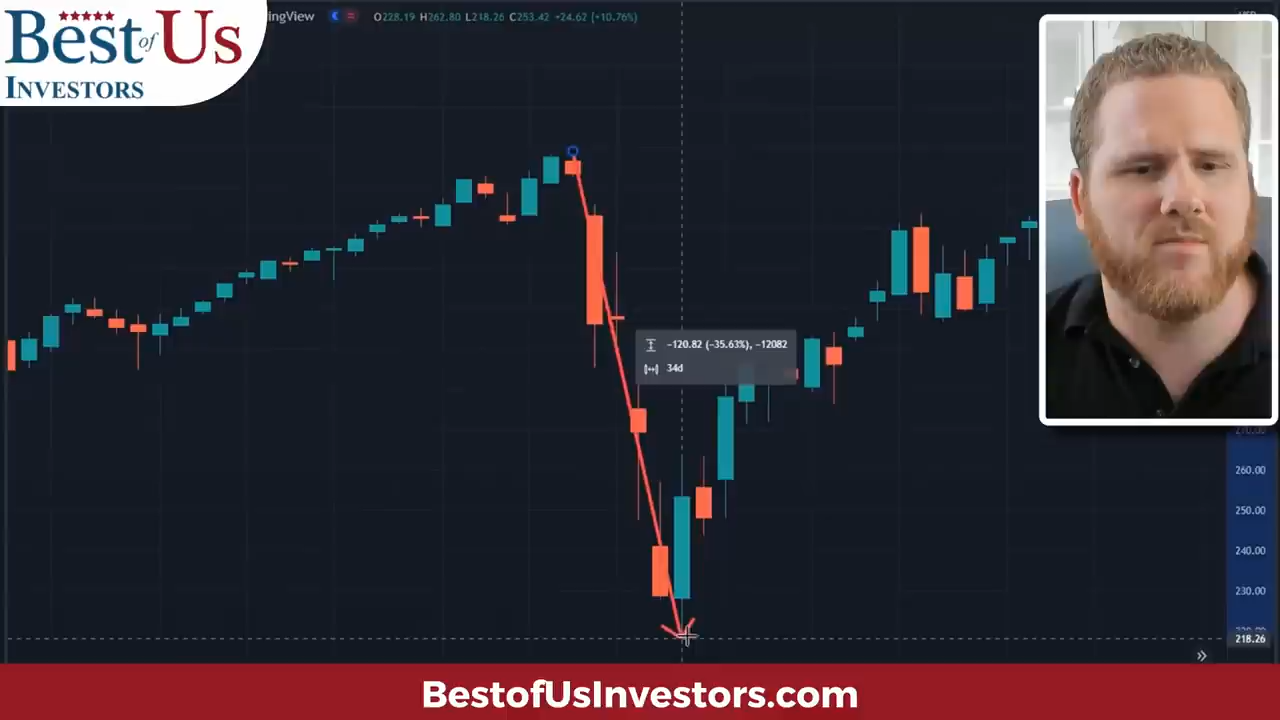 Best of Us
INVESTORS
ingView
O228.19 H262.80 L218.26 C253.42 +24.62 (+10.76%)
−120.82 (−35.63%), −12082
34d
260.00
250.00
240.00
230.00
218.26
BestofUsInvestors.com